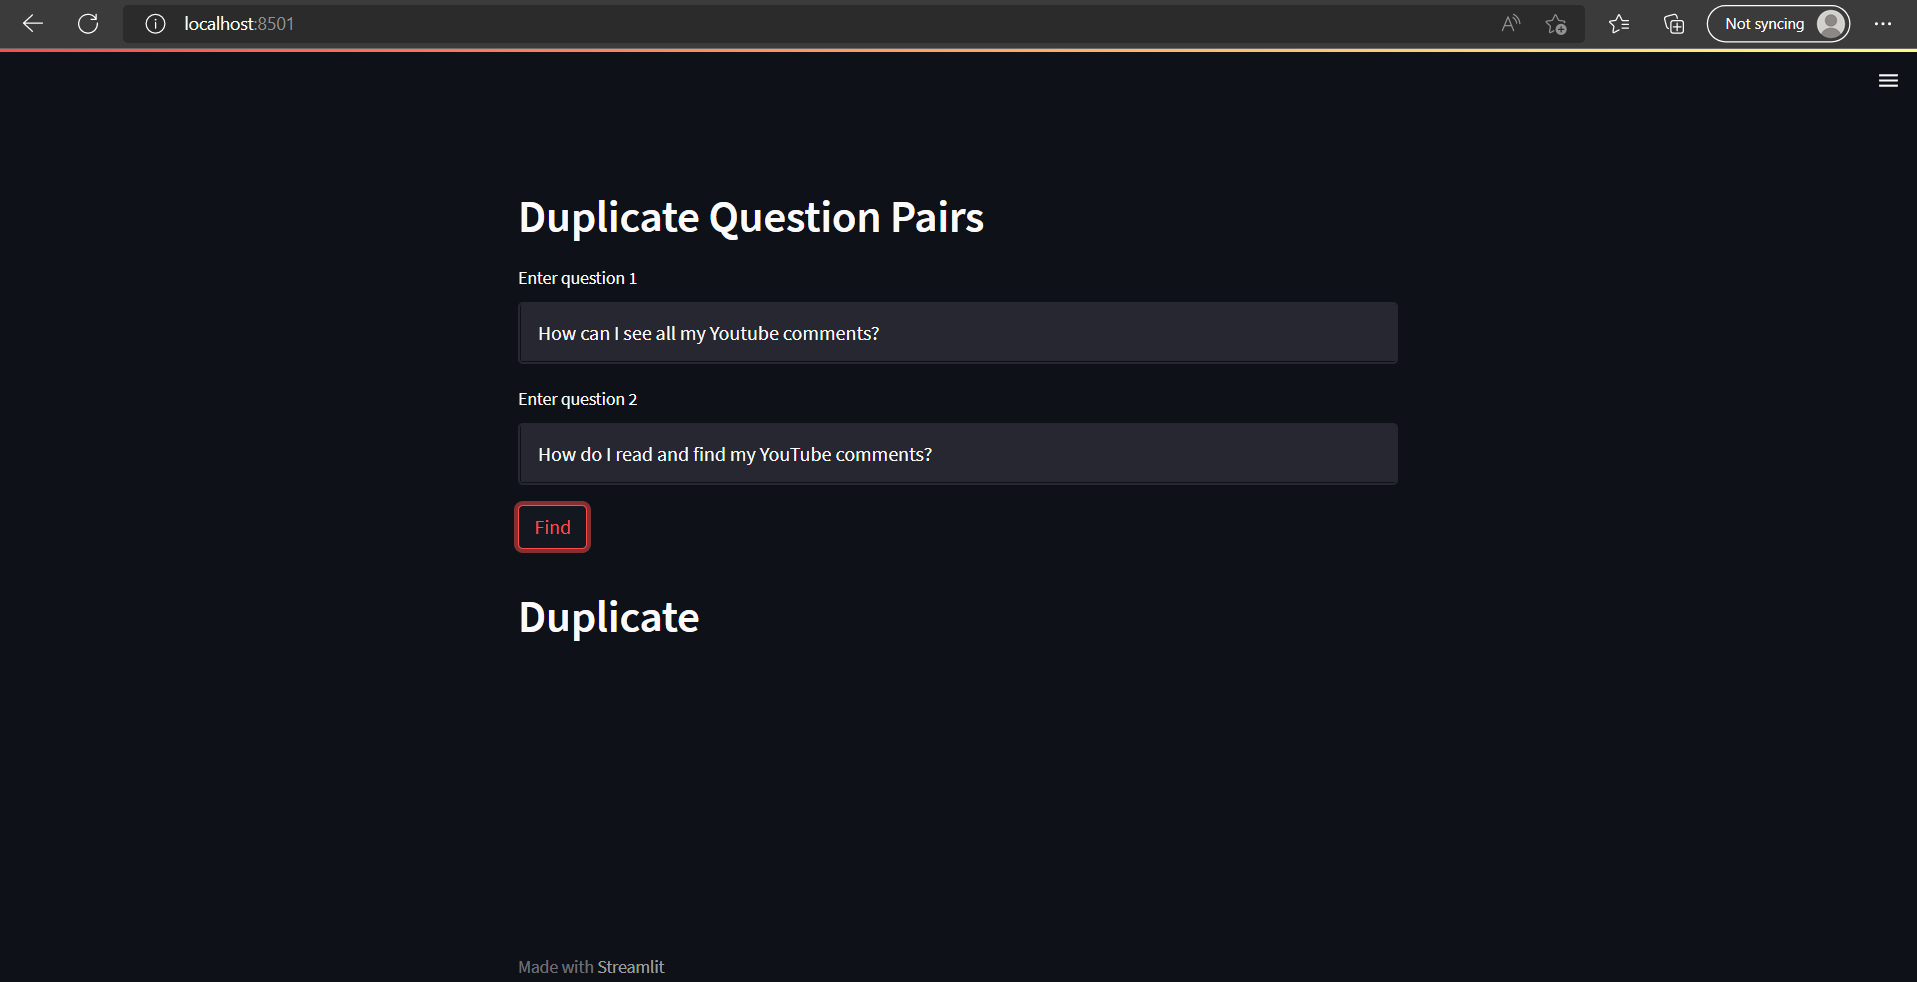 localhost:8501
Not syncing
Duplicate Question Pairs
Enter question 1
How can I see all my Youtube comments?
Enter question 2
How do I read and find my YouTube comments?
Find
Duplicate
Made with Streamlit